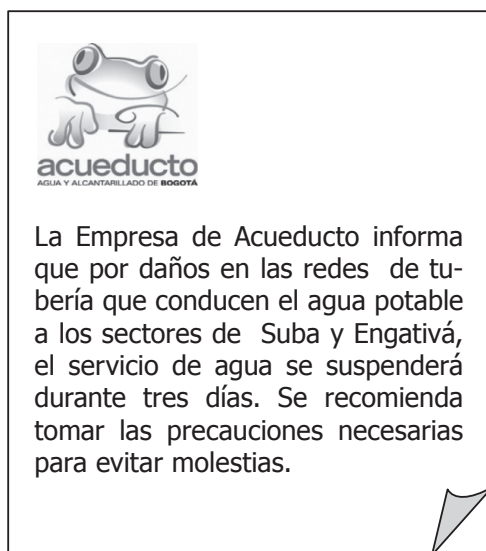 acueducto
AGUA Y ALCANTARILLADO DE BOGOTÁ
La Empresa de Acueducto informa
que por daños en las redes de tu-
bería que conducen el agua potable
a los sectores de Suba y Engativá,
el servicio de agua se suspenderá
durante tres días. Se recomienda
tomar las precauciones necesarias
para evitar molestias.